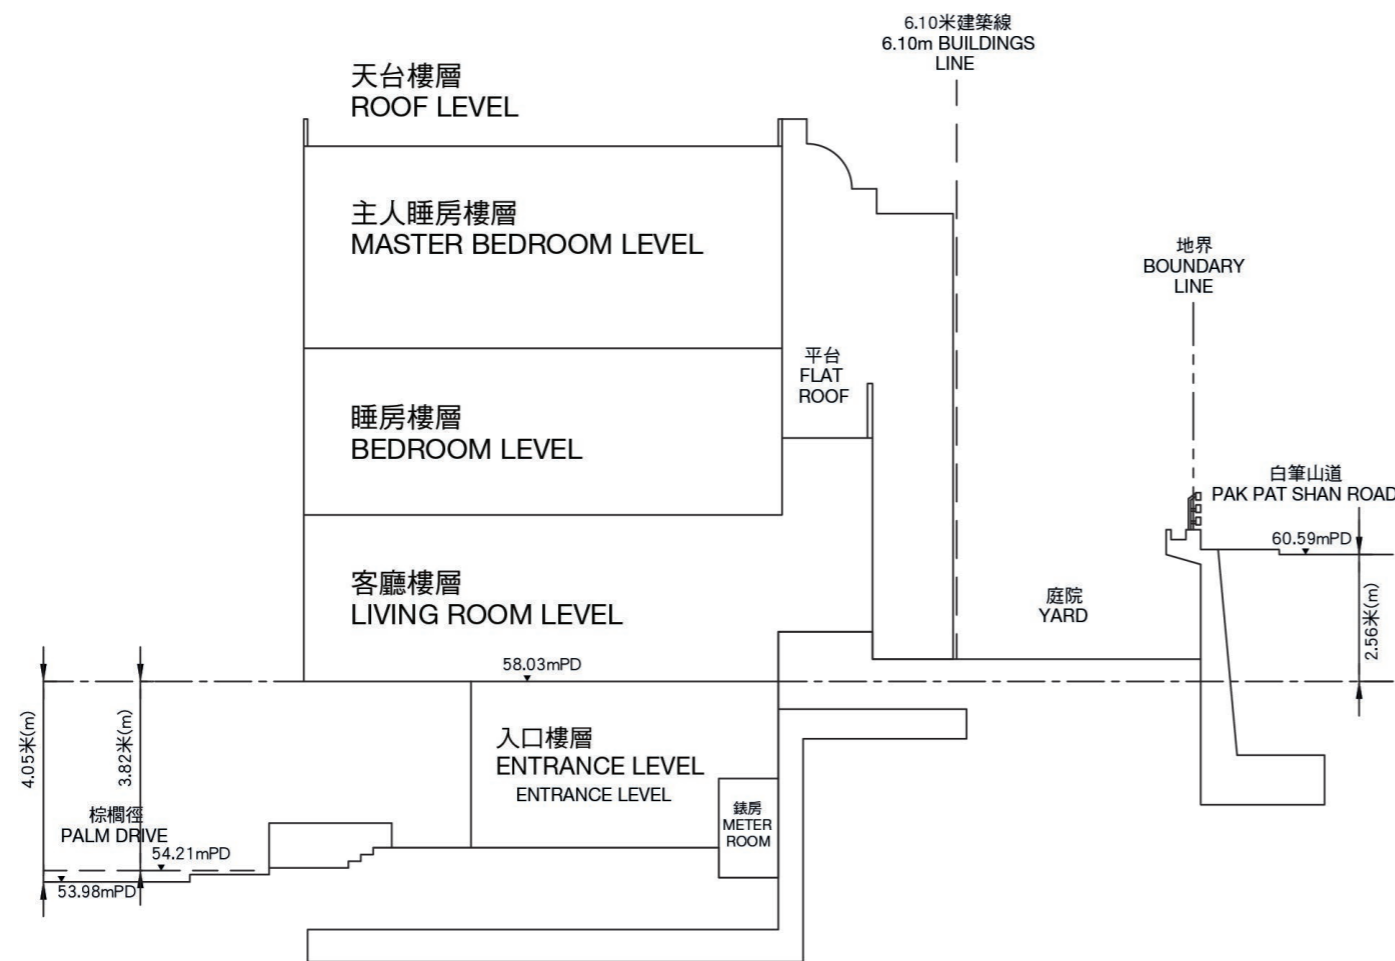 6.10米建築線
6.10m BUILDINGS
LINE
天台樓層
ROOF LEVEL
主人睡房樓層
MASTER BEDROOM LEVEL
地界
BOUNDARY
LINE
平台
FLAT
ROOF
睡房樓層
BEDROOM LEVEL
白筆山道
PAK PAT SHAN ROAD
60.59mPD
客廳樓層
LIVING ROOM LEVEL
庭院
YARD
2.56米(m)
58.03mPD
4.05米(m)
3.82米(m)
入口樓層
ENTRANCE LEVEL
ENTRANCE LEVEL
錶房
METER
ROOM
棕櫚徑
PALM DRIVE
54.21mPD
53.98mPD